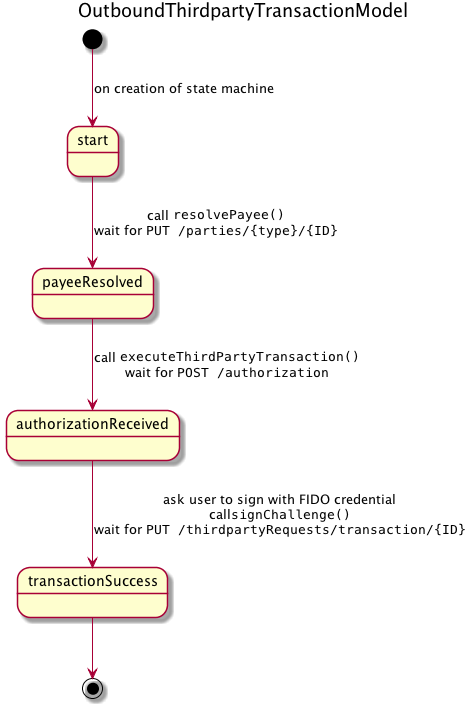 OutboundThirdpartyTransactionModel
on creation of state machine
start
call resolvePayee()
wait for PUT /parties/{type}/{ID}
payeeResolved
call executeThirdPartyTransaction()
wait for POST /authorization
authorizationReceived
ask user to sign with FIDO credential
callsignChallenge()
wait for PUT /thirdpartyRequests/transaction/{ID}
transactionSuccess